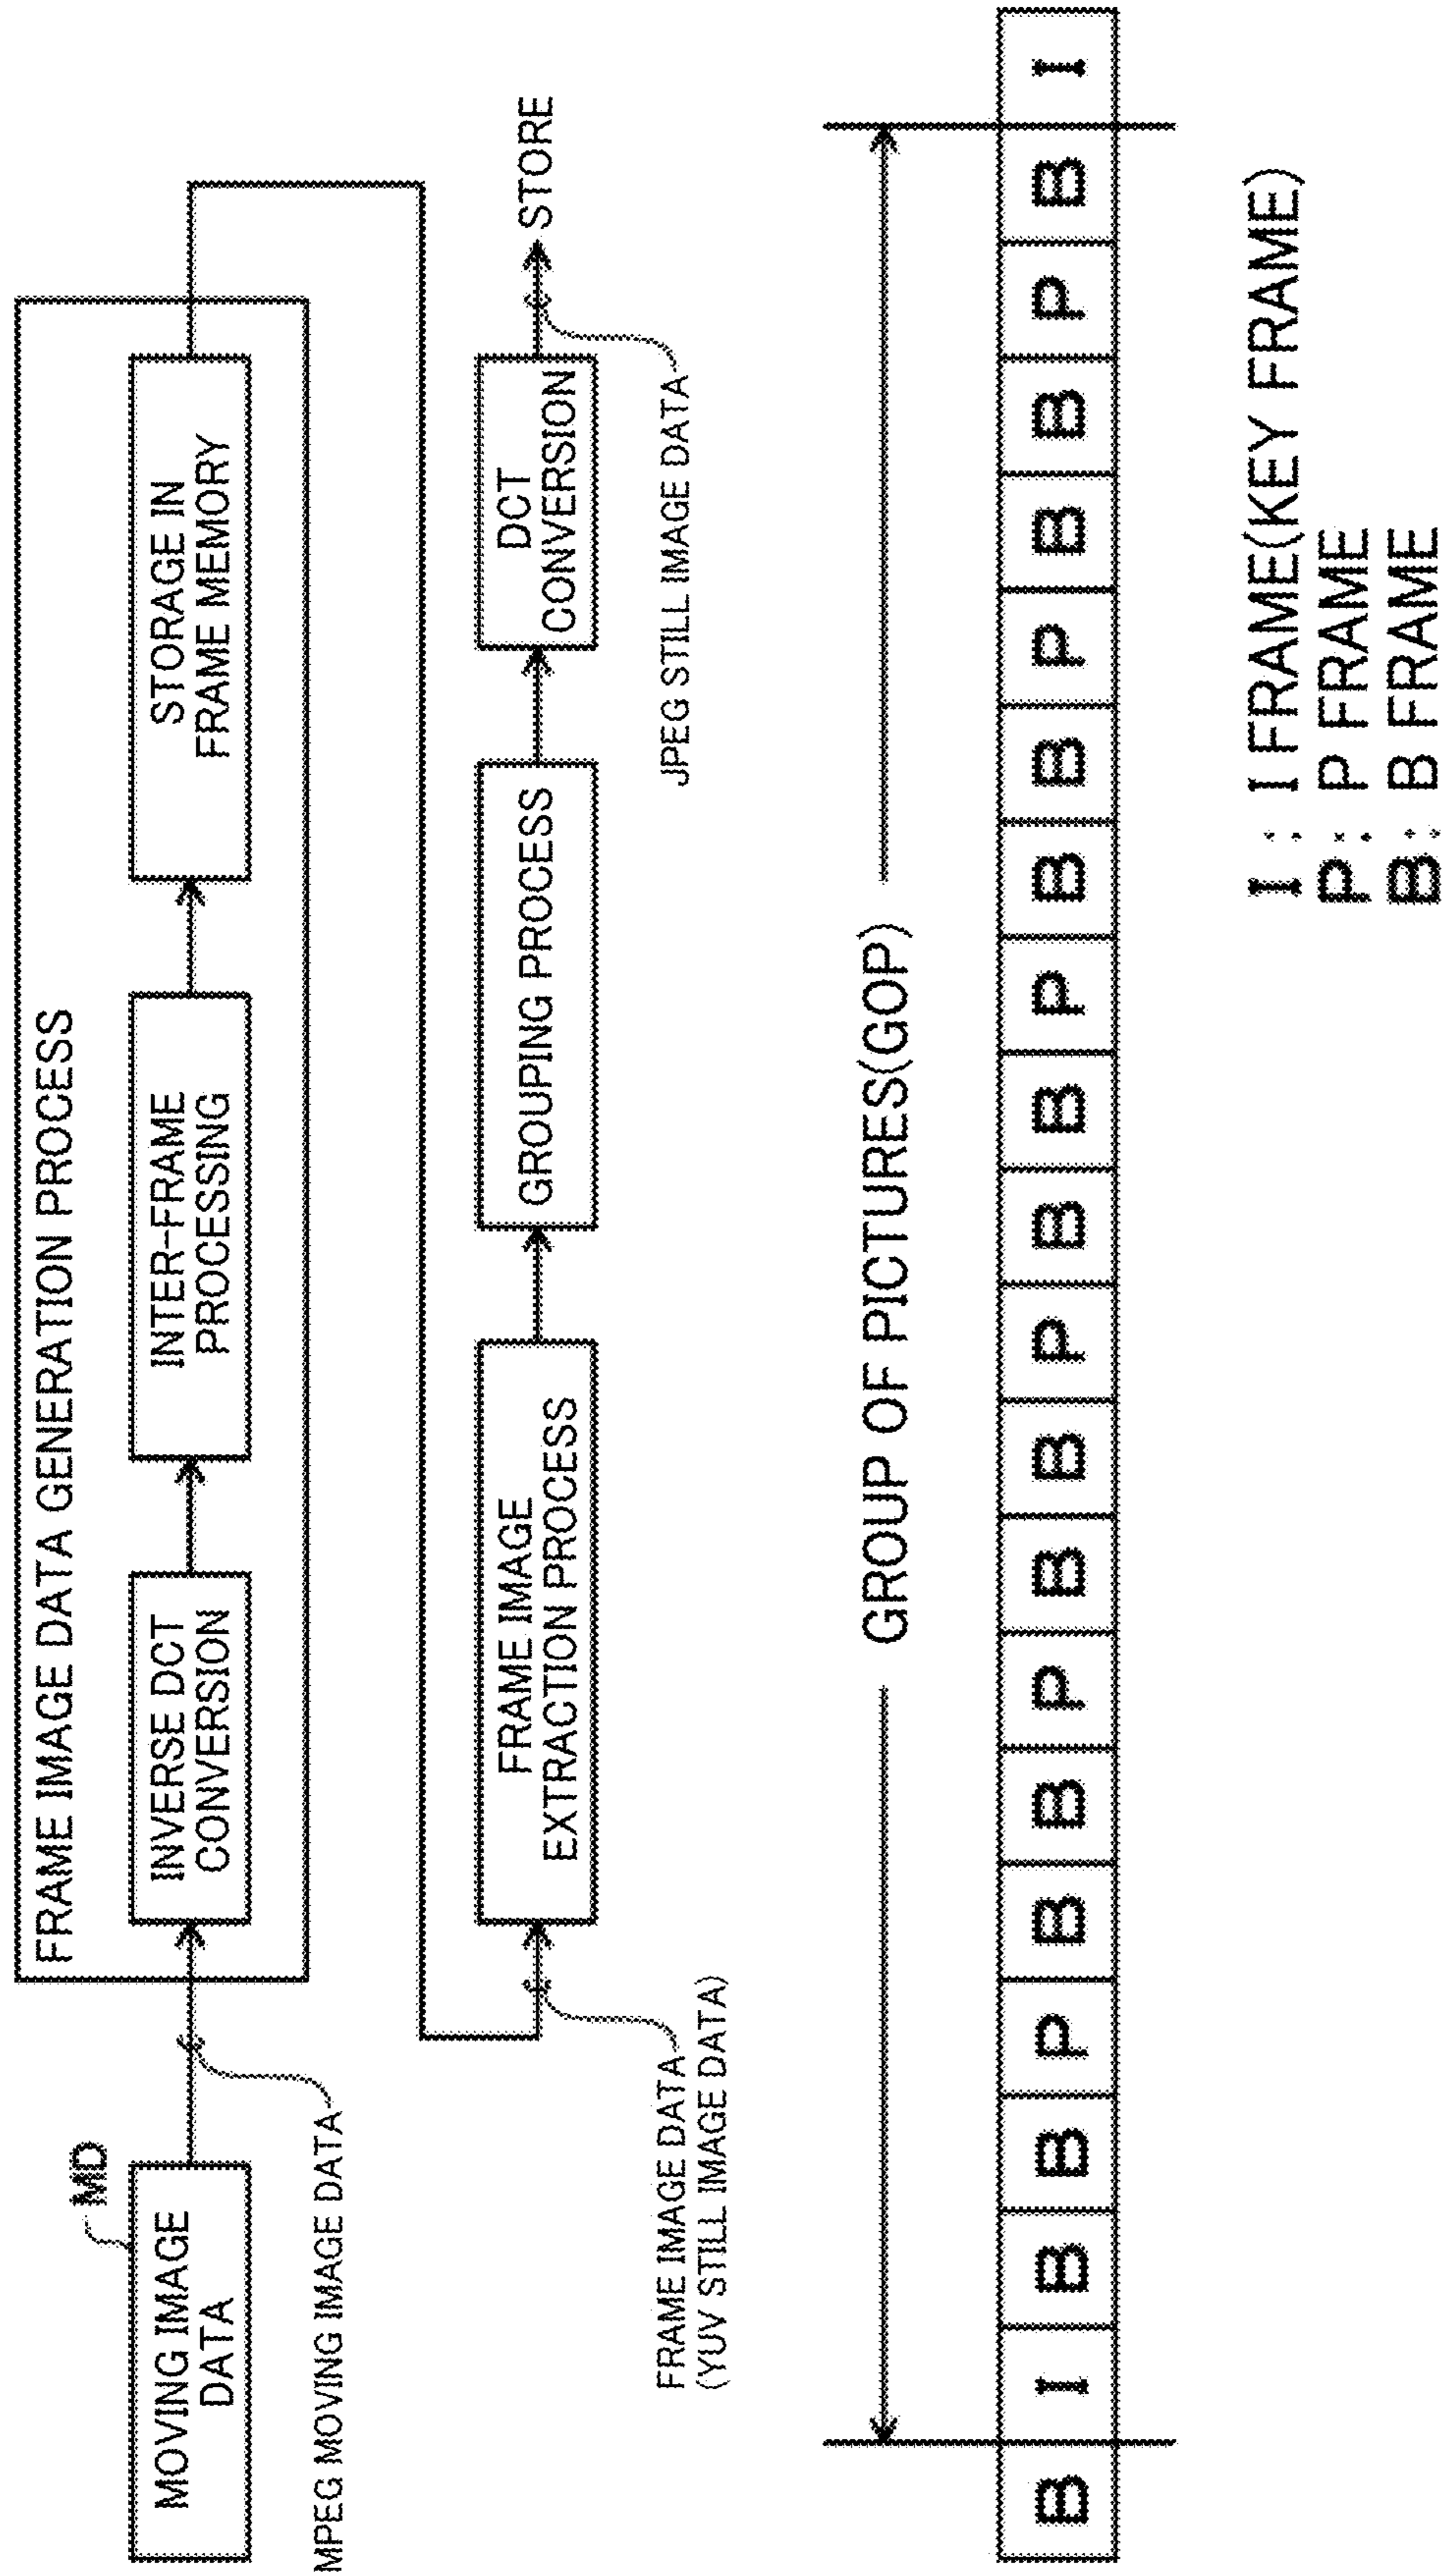 FRAME IMAGE DATA GENERATION PROCESS
MD
MOVING IMAGE
DATA
INVERSE DCT
CONVERSION
INTER-FRAME
PROCESSING
STORAGE IN
FRAME MEMORY
MPEG MOVING IMAGE DATA
FRAME IMAGE
EXTRACTION PROCESS
GROUPING PROCESS
DCT
CONVERSION
STORE
FRAME IMAGE DATA
(YUV STILL IMAGE DATA)
JPEG STILL IMAGE DATA
GROUP OF PICTURES(GOP)
B I B B P B B P B B P B B P B B P B B P B I
I : I FRAME(KEY FRAME)
P : P FRAME
B : B FRAME